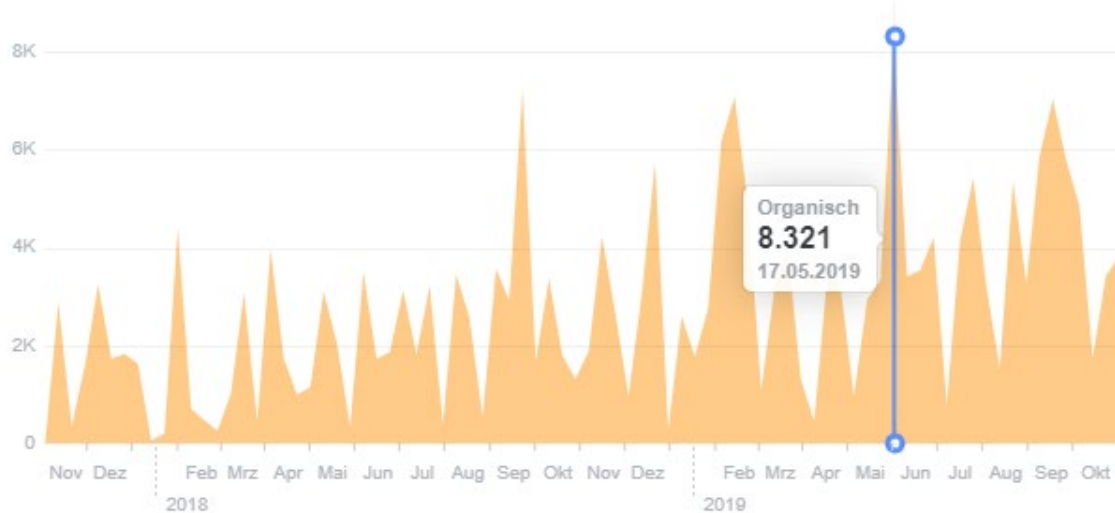 8K
6K
4K
2K
0
Organisch
8.321
17.05.2019
Nov Dez Feb Mrz Apr Mai Jun Jul Aug Sep Okt Nov Dez Feb Mrz Apr Mai Jun Jul Aug Sep Okt
2018 2019